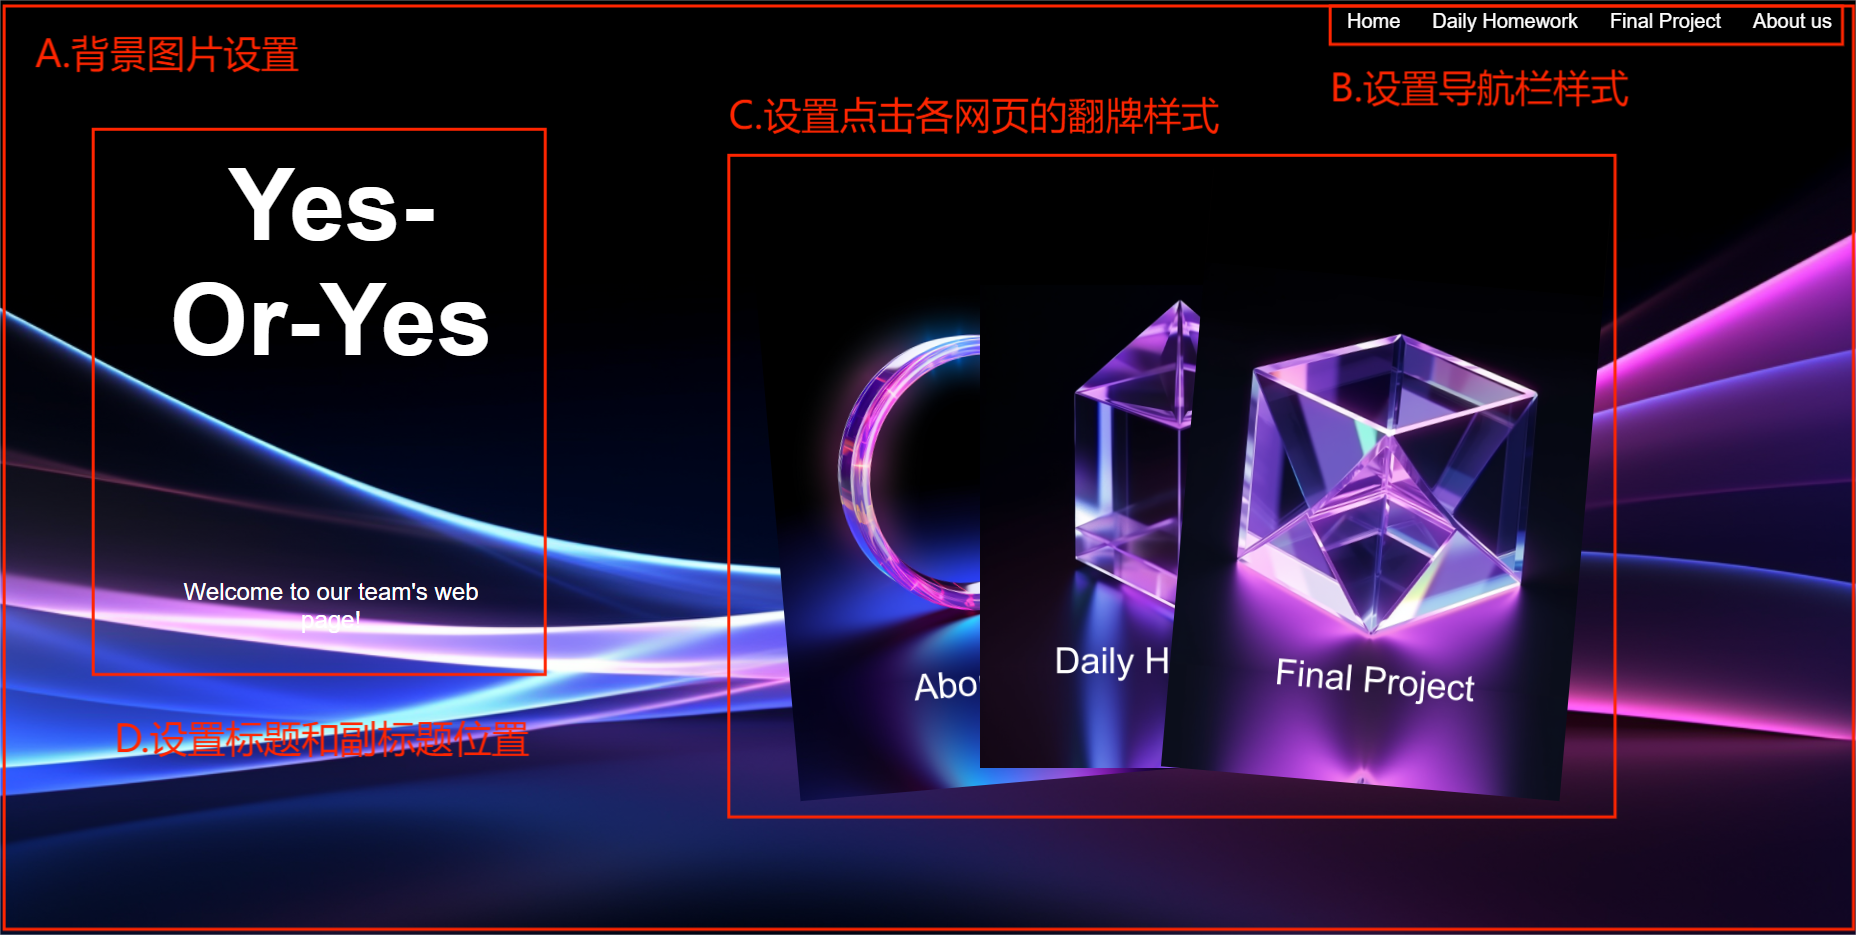 Home Daily Homework Final Project About us
A.背景图片设置
B.设置导航栏样式
C.设置点击各网页的翻牌样式
Yes-
Or-Yes
Welcome to our team's web
page!
Abo
Daily H
Final Project
D.设置标题和副标题位置